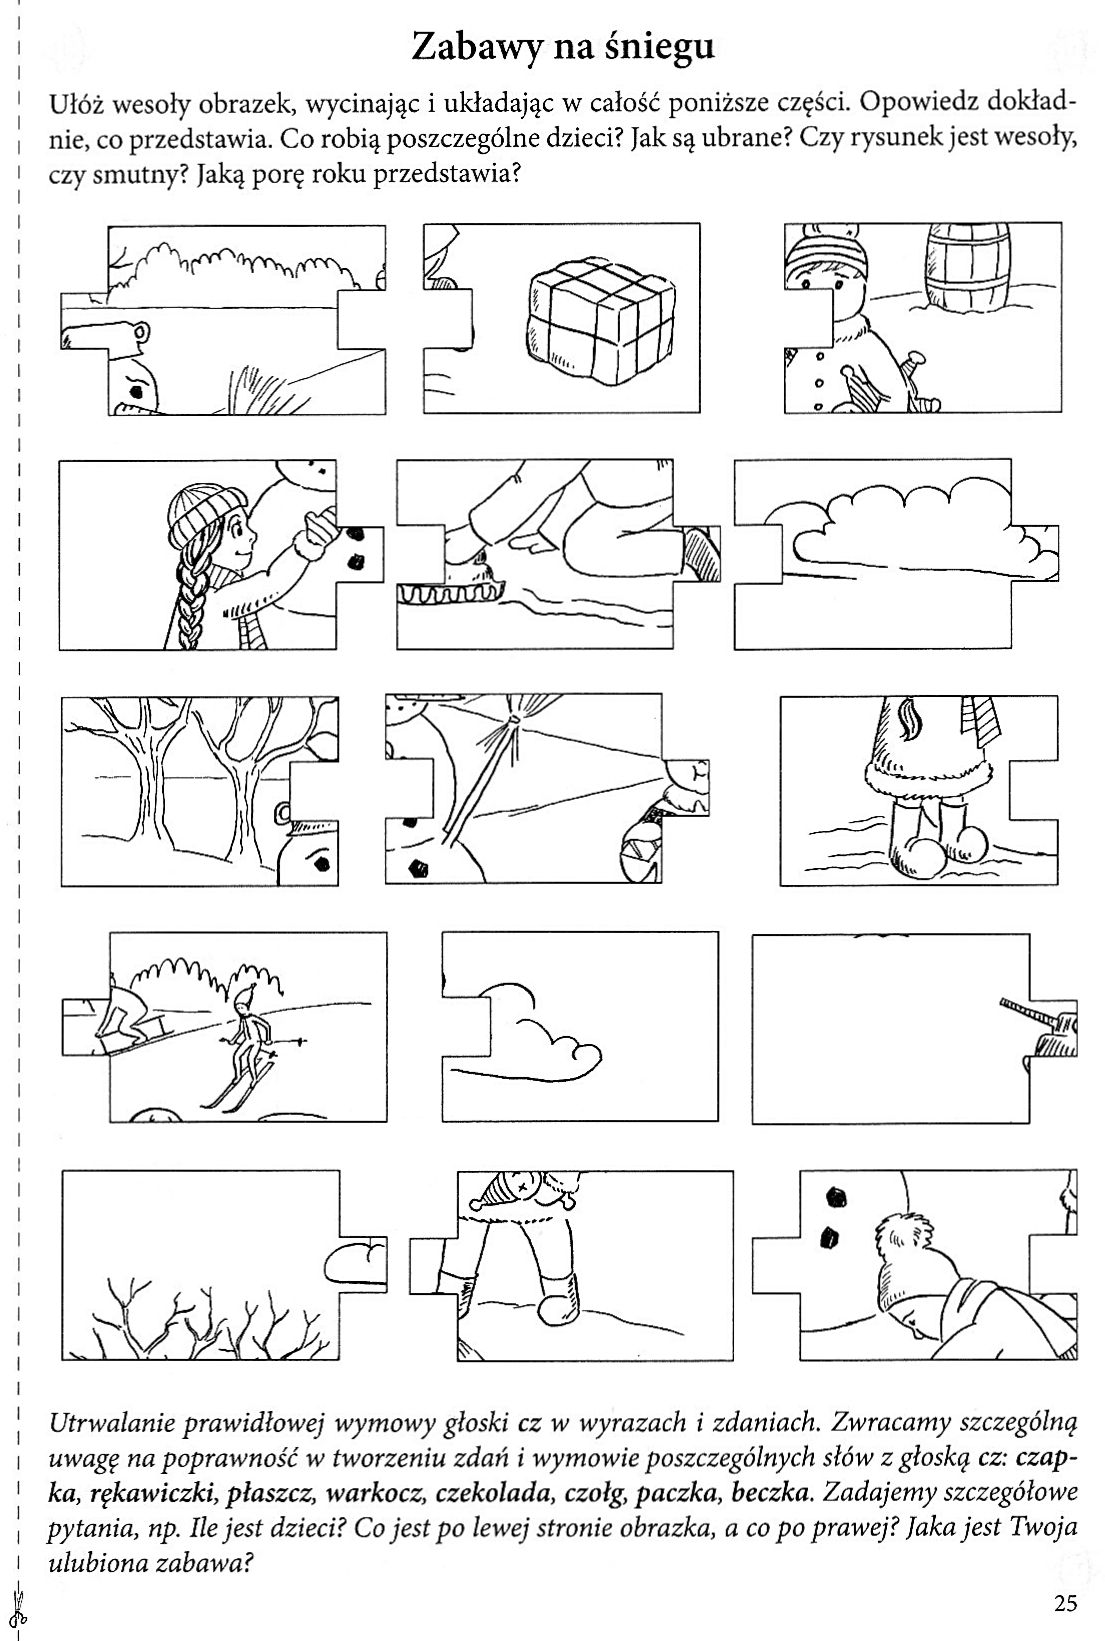 Zabawy na śniegu
Ułóż wesoły obrazek, wycinając i układając w całość poniższe części. Opowiedz dokład-
nie, co przedstawia. Co robią poszczególne dzieci? Jak są ubrane? Czy rysunek jest wesoły,
czy smutny? Jaką porę roku przedstawia?
Utrwalanie prawidłowej wymowy głoski cz w wyrazach i zdaniach. Zwracamy szczególną
uwagę na poprawność w tworzeniu zdań i wymowie poszczególnych słów z głoską cz: czap-
ka, rękawiczki, płaszcz, warkocz, czekolada, czołg, paczka, beczka. Zadajemy szczegółowe
pytania, np. Ile jest dzieci? Co jest po lewej stronie obrazka, a co po prawej? Jaka jest Twoja
ulubiona zabawa?
25